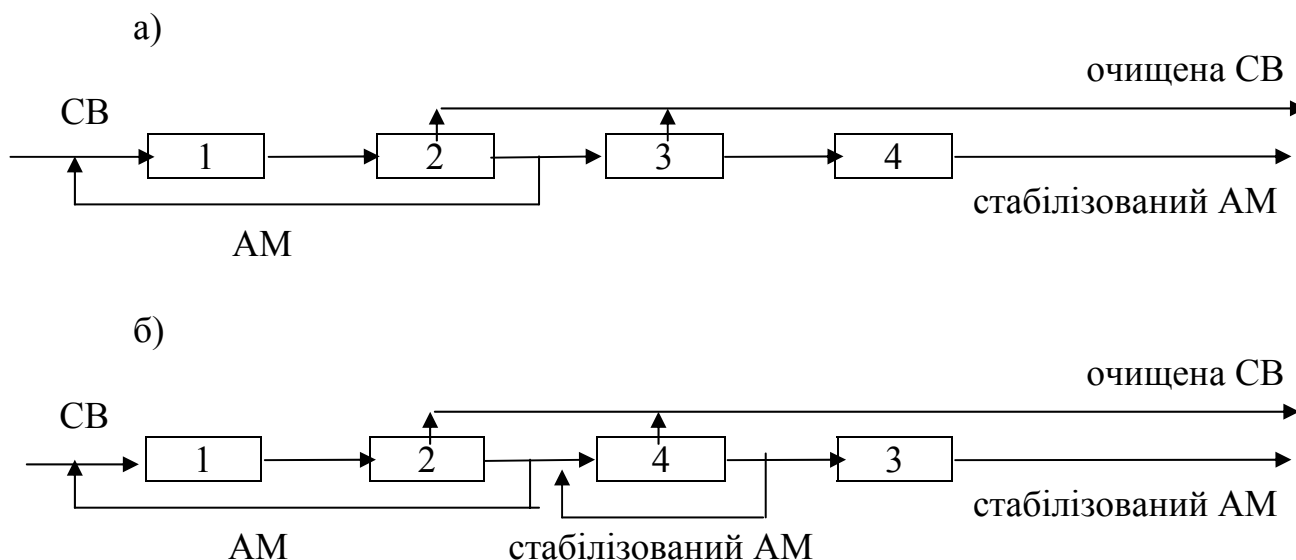 а)
очищена СВ
СВ
1 2 3 4
стабілізований АМ
АМ
б)
очищена СВ
СВ
1 2 4 3
стабілізований АМ
АМ стабілізований АМ